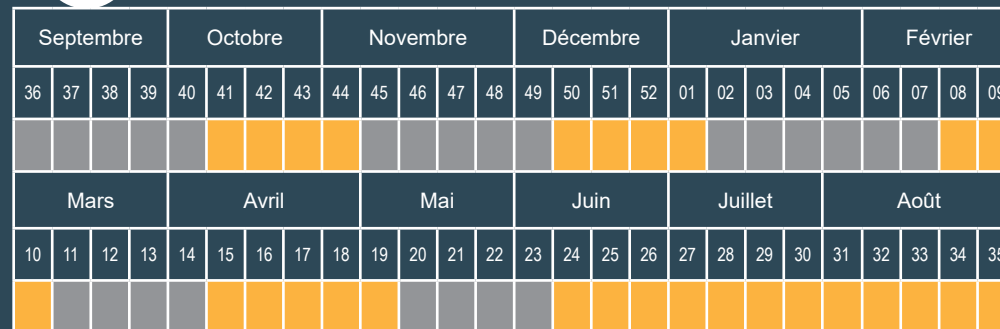 Septembre Octobre Novembre Décembre Janvier Février
36 37 38 39 40 41 42 43 44 45 46 47 48 49 50 51 52 01 02 03 04 05 06 07 08 09
Mars Avril Mai Juin Juillet Août
10 11 12 13 14 15 16 17 18 19 20 21 22 23 24 25 26 27 28 29 30 31 32 33 34 35